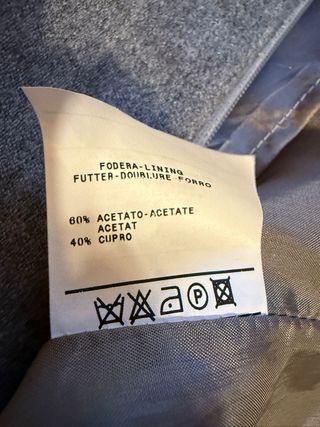 FODERA-LINING
FUTTER-DOUBLURE-FORRO
60% ACETATO-ACETATE
ACETAT
40% CUPRO
P